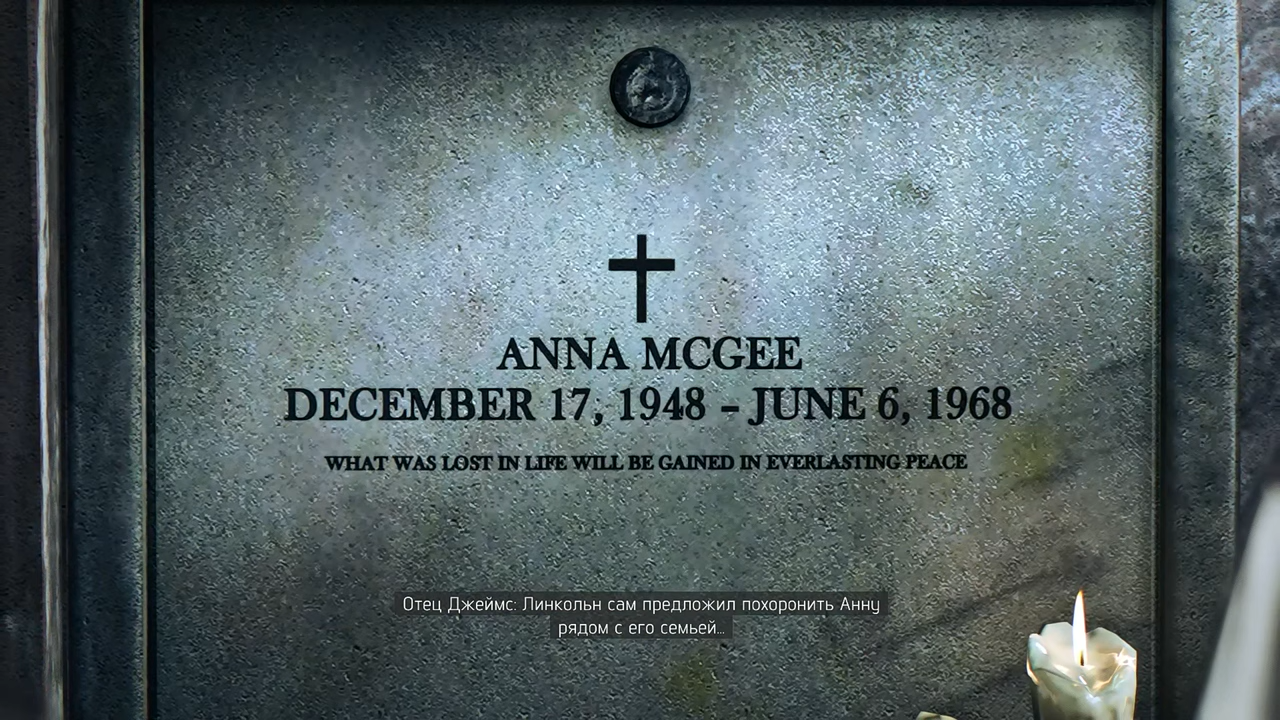 ANNA MCGEE
DECEMBER 17, 1948 – JUNE 6, 1968
WHAT WAS LOST IN LIFE WILL BE GAINED IN EVERLASTING PEACE
Отец Джеймс: Линкольн сам предложил похоронить Анну
рядом с его семьей...